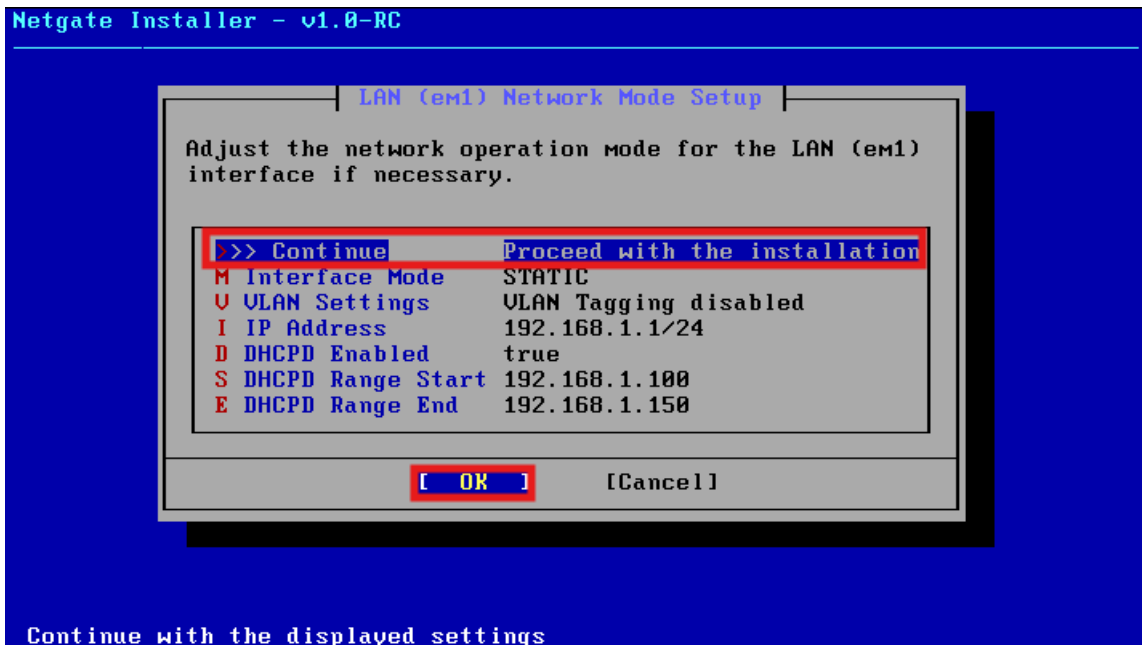 Netgate Installer - v1.0-RC
LAN (em1) Network Mode Setup
Adjust the network operation mode for the LAN (em1)
interface if necessary.
>>> Continue Proceed with the installation
M Interface Mode STATIC
V VLAN Settings VLAN Tagging disabled
I IP Address 192.168.1.1/24
D DHCPD Enabled true
S DHCPD Range Start 192.168.1.100
E DHCPD Range End 192.168.1.150
[ OK ] [Cancel]
Continue with the displayed settings